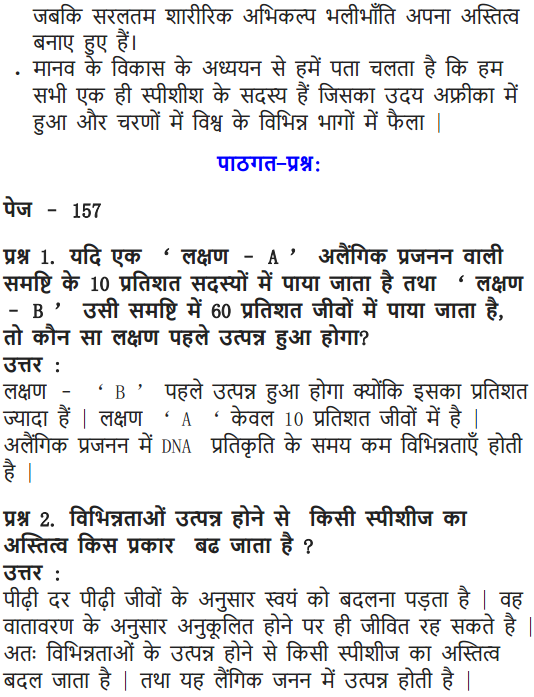 जबकि सरलतम शारीरिक अभिकल्प भलीभाँति अपना अस्तित्व
बनाए हुए हैं।
. मानव के विकास के अध्ययन से हमें पता चलता है कि हम
सभी एक ही स्पीशीश के सदस्य हैं जिसका उदय अफ्रीका में
हुआ और चरणों में विश्व के विभिन्न भागों में फैला |
पाठगत-प्रश्न:
पेज - 157
प्रश्न 1. यदि एक ‘ लक्षण - A ’ अलैंगिक प्रजनन वाली
समष्टि के 10 प्रतिशत सदस्यों में पाया जाता है तथा ‘ लक्षण
- B ’ उसी समष्टि में 60 प्रतिशत जीवों में पाया जाता है,
तो कौन सा लक्षण पहले उत्पन्न हुआ होगा?
उत्तर :
लक्षण - ‘ B ’ पहले उत्पन्न हुआ होगा क्योंकि इसका प्रतिशत
ज्यादा हैं | लक्षण ‘ A ‘ केवल 10 प्रतिशत जीवों में है |
अलैंगिक प्रजनन में DNA प्रतिकृति के समय कम विभिन्नताएँ होती
है |
प्रश्न 2. विभिन्नताओं उत्पन्न होने से किसी स्पीशीज का
अस्तित्व किस प्रकार बढ जाता है ?
उत्तर :
पीढ़ी दर पीढ़ी जीवों के अनुसार स्वयं को बदलना पड़ता है | वह
वातावरण के अनुसार अनुकूलित होने पर ही जीवित रह सकते है |
अतः विभिन्नताओं के उत्पन्न होने से किसी स्पीशीज का अस्तित्व
बदल जाता है | तथा यह लैंगिक जनन में उत्पन्न होती है |